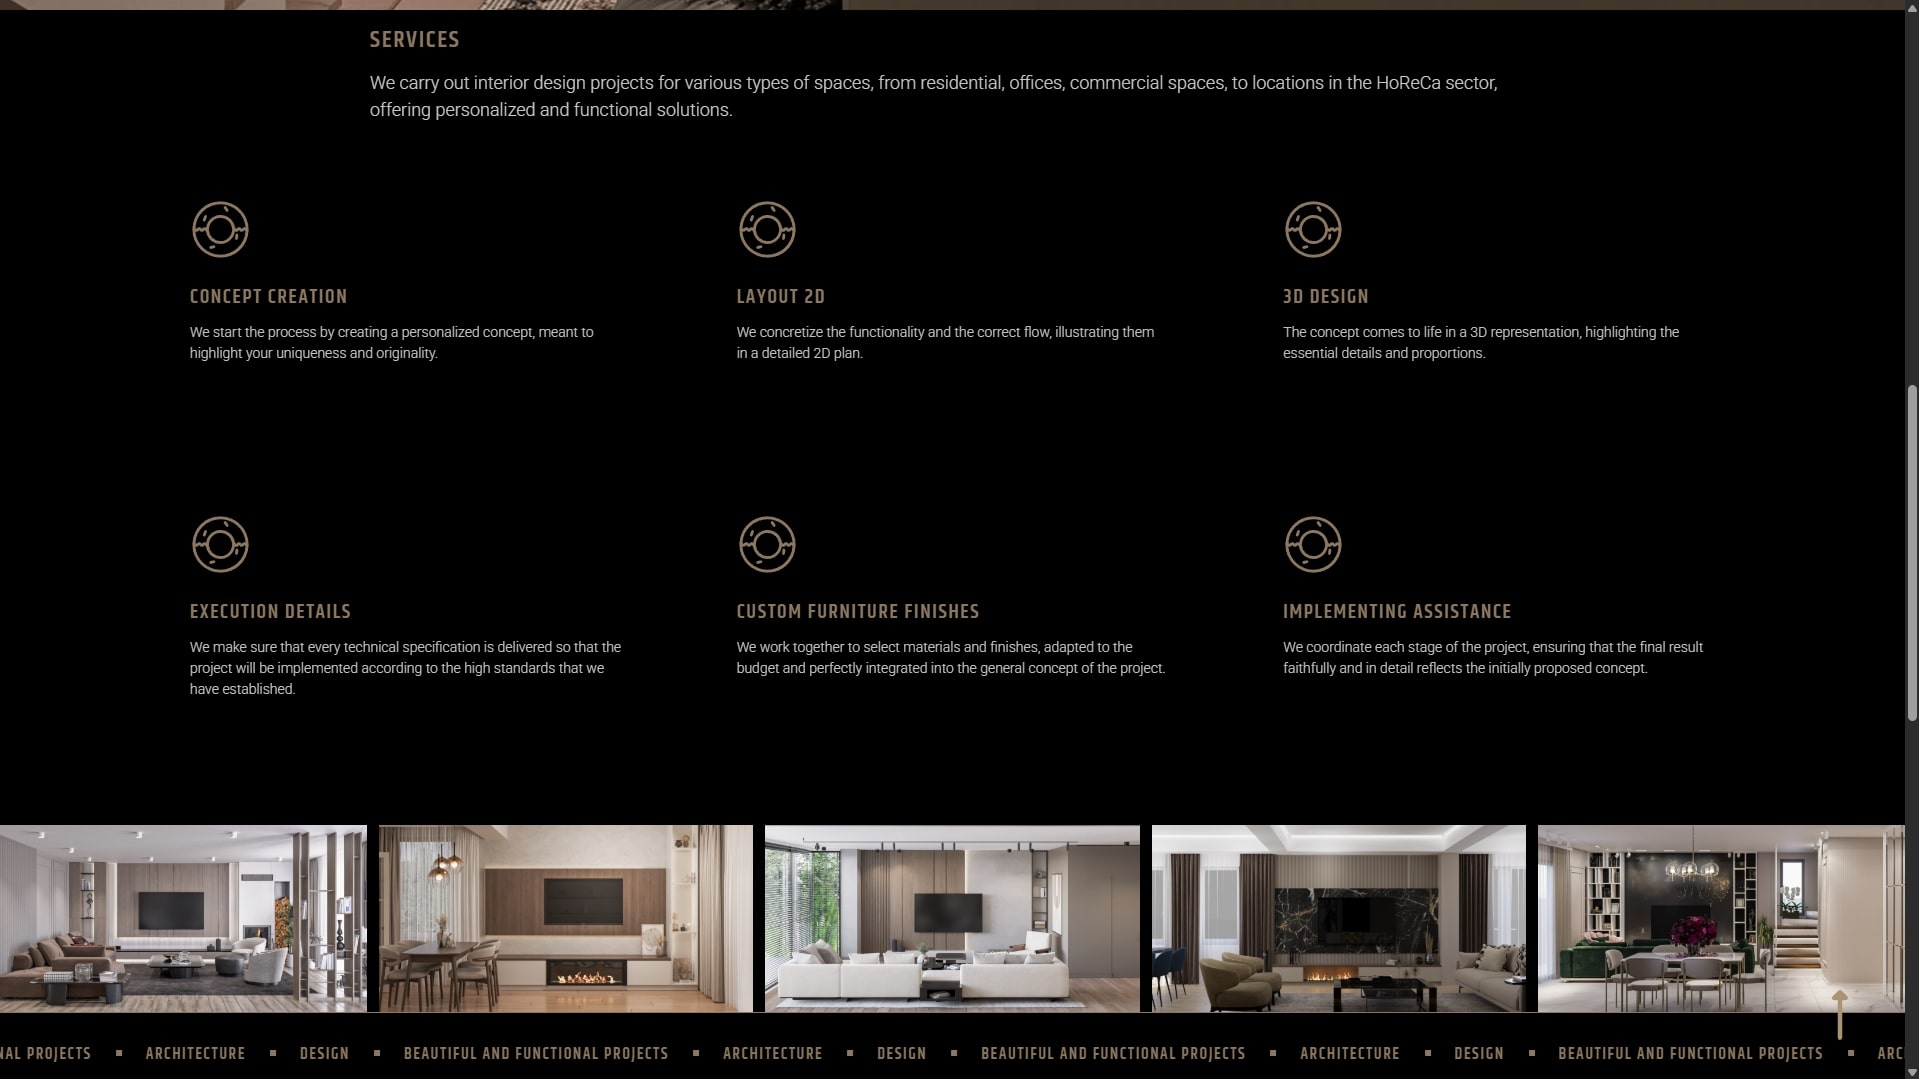 SERVICES
We carry out interior design projects for various types of spaces, from residential, offices, commercial spaces, to locations in the HoReCa sector,
offering personalized and functional solutions.
CONCEPT CREATION
We start the process by creating a personalized concept, meant to
highlight your uniqueness and originality.
LAYOUT 2D
We concretize the functionality and the correct flow, illustrating them
in a detailed 2D plan.
3D DESIGN
The concept comes to life in a 3D representation, highlighting the
essential details and proportions.
EXECUTION DETAILS
We make sure that every technical specification is delivered so that the
project will be implemented according to the high standards that we
have established.
CUSTOM FURNITURE FINISHES
We work together to select materials and finishes, adapted to the
budget and perfectly integrated into the general concept of the project.
IMPLEMENTING ASSISTANCE
We coordinate each stage of the project, ensuring that the final result
faithfully and in detail reflects the initially proposed concept.
NAL PROJECTS ▪ ARCHITECTURE ▪ DESIGN ▪ BEAUTIFUL AND FUNCTIONAL PROJECTS ▪ ARCHITECTURE ▪ DESIGN ▪ BEAUTIFUL AND FUNCTIONAL PROJECTS ▪ ARCHITECTURE ▪ DESIGN ▪ BEAUTIFUL AND FUNCTIONAL PROJECTS ▪ ARC